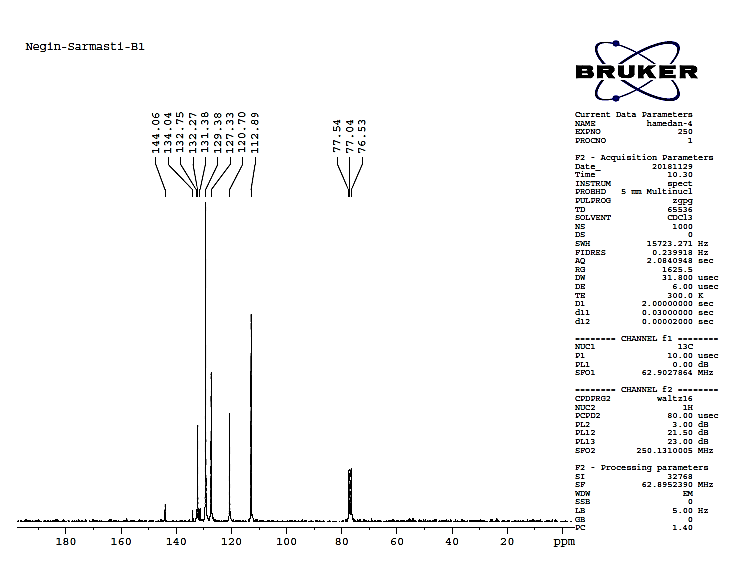 Negin-Sarmasti-B1
BRUKER
144.06
134.04
132.75
132.27
131.38
129.38
127.33
120.70
112.89
77.54
77.04
76.53
Current Data Parameters
NAME hamedan-4
EXPNO 250
PROCNO 1
F2 - Acquisition Parameters
Date_ 20181129
Time 10.30
INSTRUM spect
PROBHD 5 mm Multinucl
PULPROG zgpg
TD 65536
SOLVENT CDCl3
NS 1000
DS 0
SWH 15723.271 Hz
FIDRES 0.239918 Hz
AQ 2.0840948 sec
RG 1625.5
DW 31.800 usec
DE 6.00 usec
TE 300.0 K
D1 2.00000000 sec
d11 0.03000000 sec
d12 0.00002000 sec
======== CHANNEL f1 ========
NUC1 13C
P1 10.00 usec
PL1 0.00 dB
SFO1 62.9027864 MHz
======== CHANNEL f2 ========
CPDPRG2 waltz16
NUC2 1H
PCPD2 80.00 usec
PL2 3.00 dB
PL12 21.50 dB
PL13 23.00 dB
SFO2 250.1310005 MHz
F2 - Processing parameters
SI 32768
SF 62.8952390 MHz
WDW EM
SSB 0
LB 5.00 Hz
GB 0
PC 1.40
180 160 140 120 100 80 60 40 20 ppm